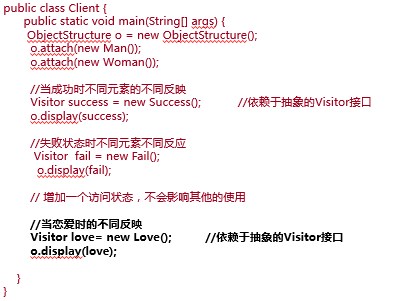 public class Client {
public static void main(String[] args) {
ObjectStructure o = new ObjectStructure();
o.attach(new Man());
o.attach(new Woman());
//当成功时不同元素的不同反映
Visitor success = new Success(); //依赖于抽象的Visitor接口
o.display(success);
//失败状态时不同元素不同反应
Visitor fail = new Fail();
o.display(fail);
// 增加一个访问状态，不会影响其他的使用
//当恋爱时的不同反映
Visitor love= new Love(); //依赖于抽象的Visitor接口
o.display(love);
}
}